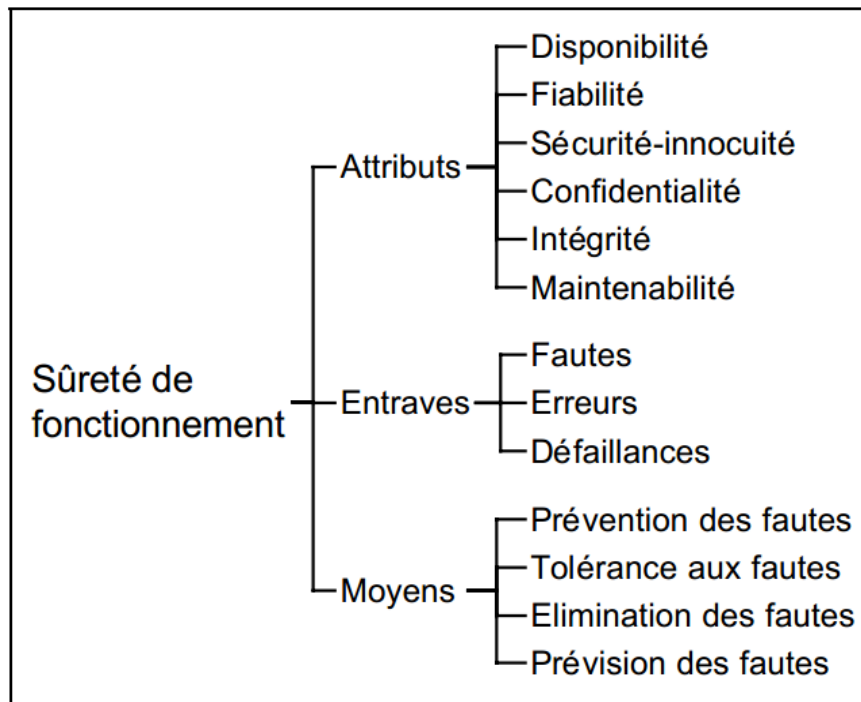 Disponibilité
Fiabilité
Sécurité-innocuité
Attributs
Confidentialité
Intégrité
Maintenabilité
Sûreté de
fonctionnement
Fautes
Entraves
Erreurs
Défaillances
Prévention des fautes
Tolérance aux fautes
Moyens
Elimination des fautes
Prévision des fautes